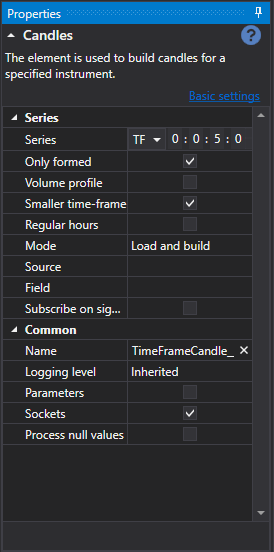 Properties
Candles ?
The element is used to build candles for a
specified instrument.
Basic settings
Series
Series TF 0 : 0 : 5 : 0
Only formed
Volume profile
Smaller time-frame
Regular hours
Mode Load and build
Source
Field
Subscribe on sig...
Common
Name TimeFrameCandle_
Logging level Inherited
Parameters
Sockets
Process null values